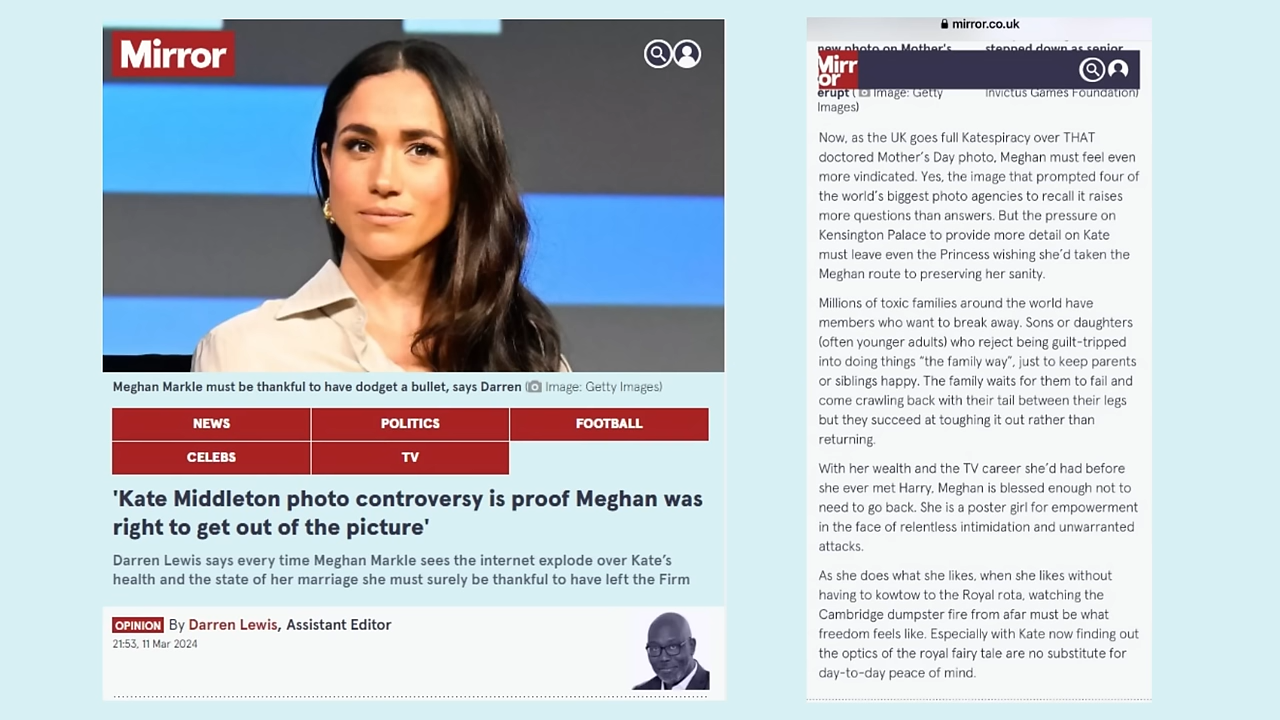 Mirror
Meghan Markle must be thankful to have dodget a bullet, says Darren (Image: Getty Images)
NEWS
POLITICS
FOOTBALL
CELEBS
TV
'Kate Middleton photo controversy is proof Meghan was
right to get out of the picture'
Darren Lewis says every time Meghan Markle sees the internet explode over Kate's
health and the state of her marriage she must surely be thankful to have left the Firm
OPINION By Darren Lewis, Assistant Editor
21:53, 11 Mar 2024
mirror.co.uk
new photo on Mother's
stepped down as senior
Mirr
or
erupt (Image: Getty
Images)
Invictus Games Foundation)
Now, as the UK goes full Katespiracy over THAT
doctored Mother's Day photo, Meghan must feel even
more vindicated. Yes, the image that prompted four of
the world's biggest photo agencies to recall it raises
more questions than answers. But the pressure on
Kensington Palace to provide more detail on Kate
must leave even the Princess wishing she'd taken the
Meghan route to preserving her sanity.
Millions of toxic families around the world have
members who want to break away. Sons or daughters
(often younger adults) who reject being guilt-tripped
into doing things "the family way", just to keep parents
or siblings happy. The family waits for them to fail and
come crawling back with their tail between their legs
but they succeed at toughing it out rather than
returning.
With her wealth and the TV career she'd had before
she ever met Harry, Meghan is blessed enough not to
need to go back. She is a poster girl for empowerment
in the face of relentless intimidation and unwarranted
attacks.
As she does what she likes, when she likes without
having to kowtow to the Royal rota, watching the
Cambridge dumpster fire from afar must be what
freedom feels like. Especially with Kate now finding out
the optics of the royal fairy tale are no substitute for
day-to-day peace of mind.